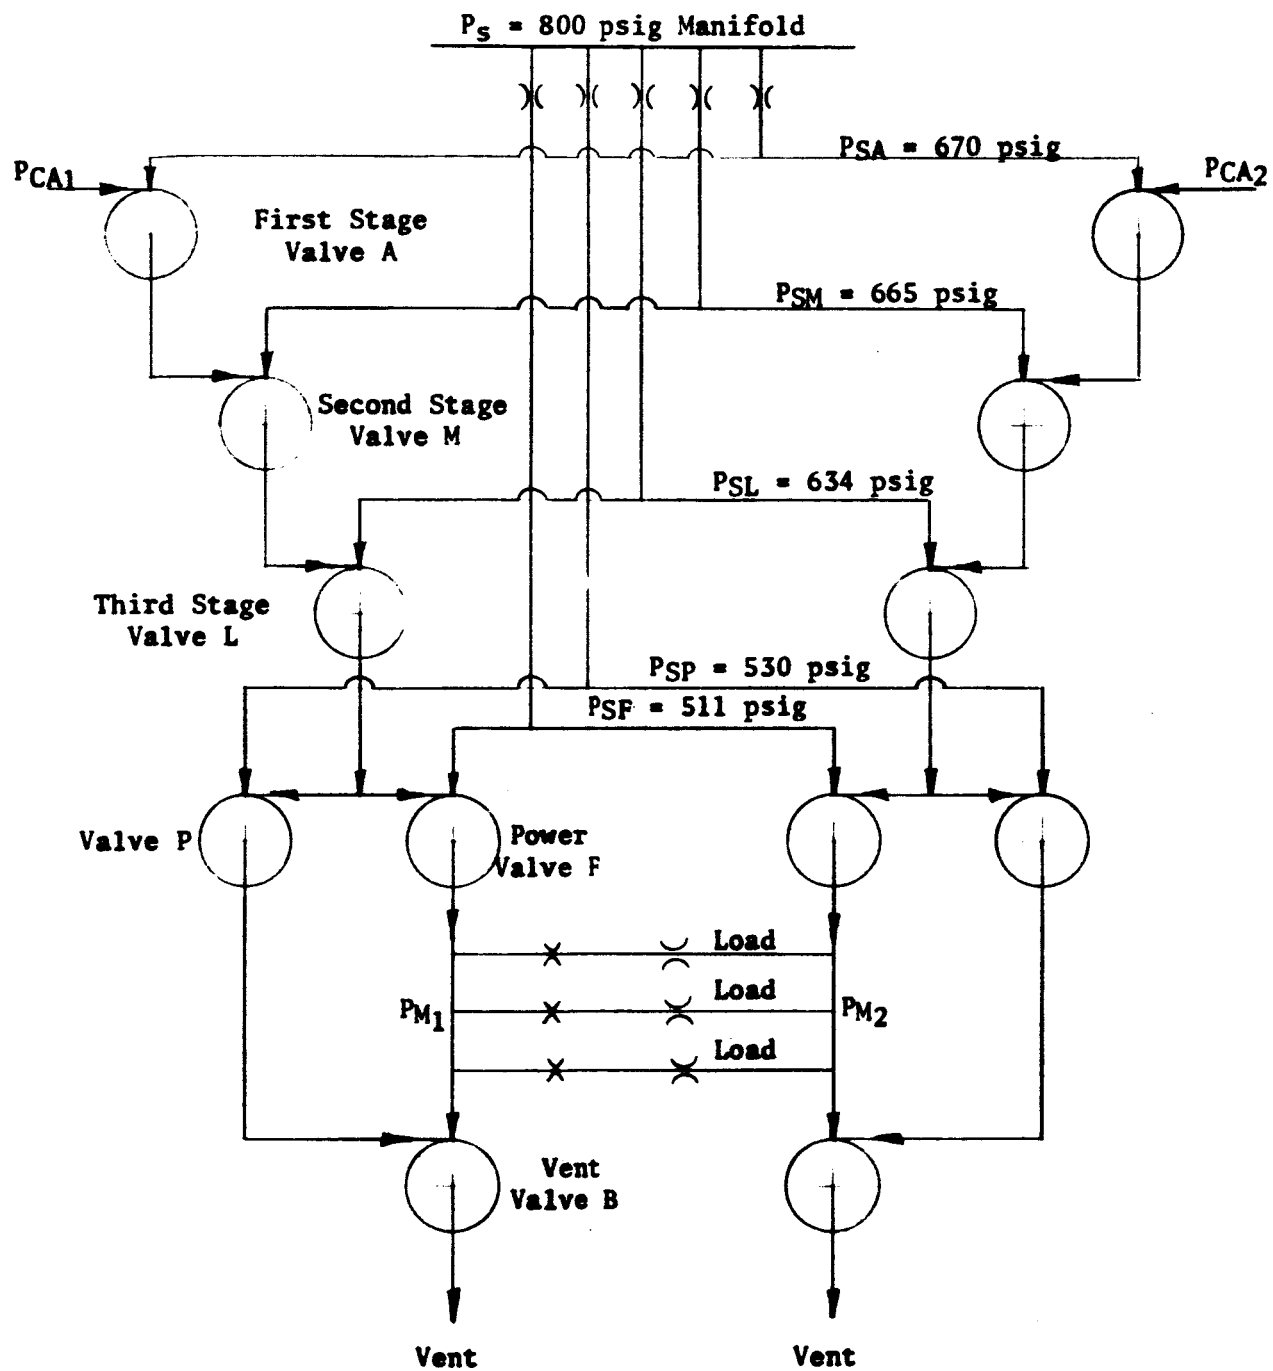 PS = 800 psig Manifold
PSA = 670 psig
PCA1
PCA2
First Stage
Valve A
PSM = 665 psig
Second Stage
Valve M
PSL = 634 psig
Third Stage
Valve L
PSP = 530 psig
PSF = 511 psig
Valve P
Power
Valve F
Load
Load
PM1
PM2
Load
Vent
Valve B
Vent
Vent